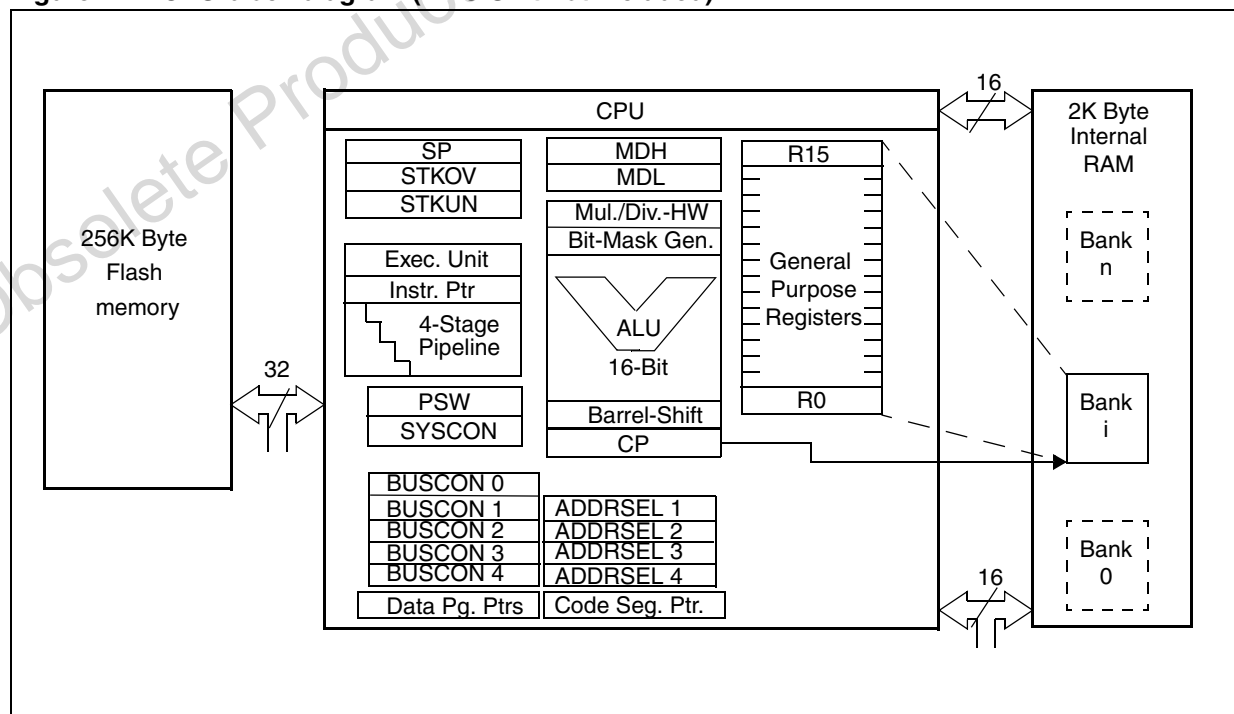 Obsolete Produc
256K Byte
Flash
memory
32
CPU
SP
STKOV
STKUN
Exec. Unit
Instr. Ptr
4-Stage
Pipeline
PSW
SYSCON
BUSCON 0
BUSCON 1
BUSCON 2
BUSCON 3
BUSCON 4
Data Pg. Ptrs
MDH
MDL
Mul./Div.-HW
Bit-Mask Gen.
ALU
16-Bit
Barrel-Shift
CP
ADDRSEL 1
ADDRSEL 2
ADDRSEL 3
ADDRSEL 4
Code Seg. Ptr.
R15
General
Purpose
Registers
R0
16
16
2K Byte
Internal
RAM
Bank
n
Bank
i
Bank
0